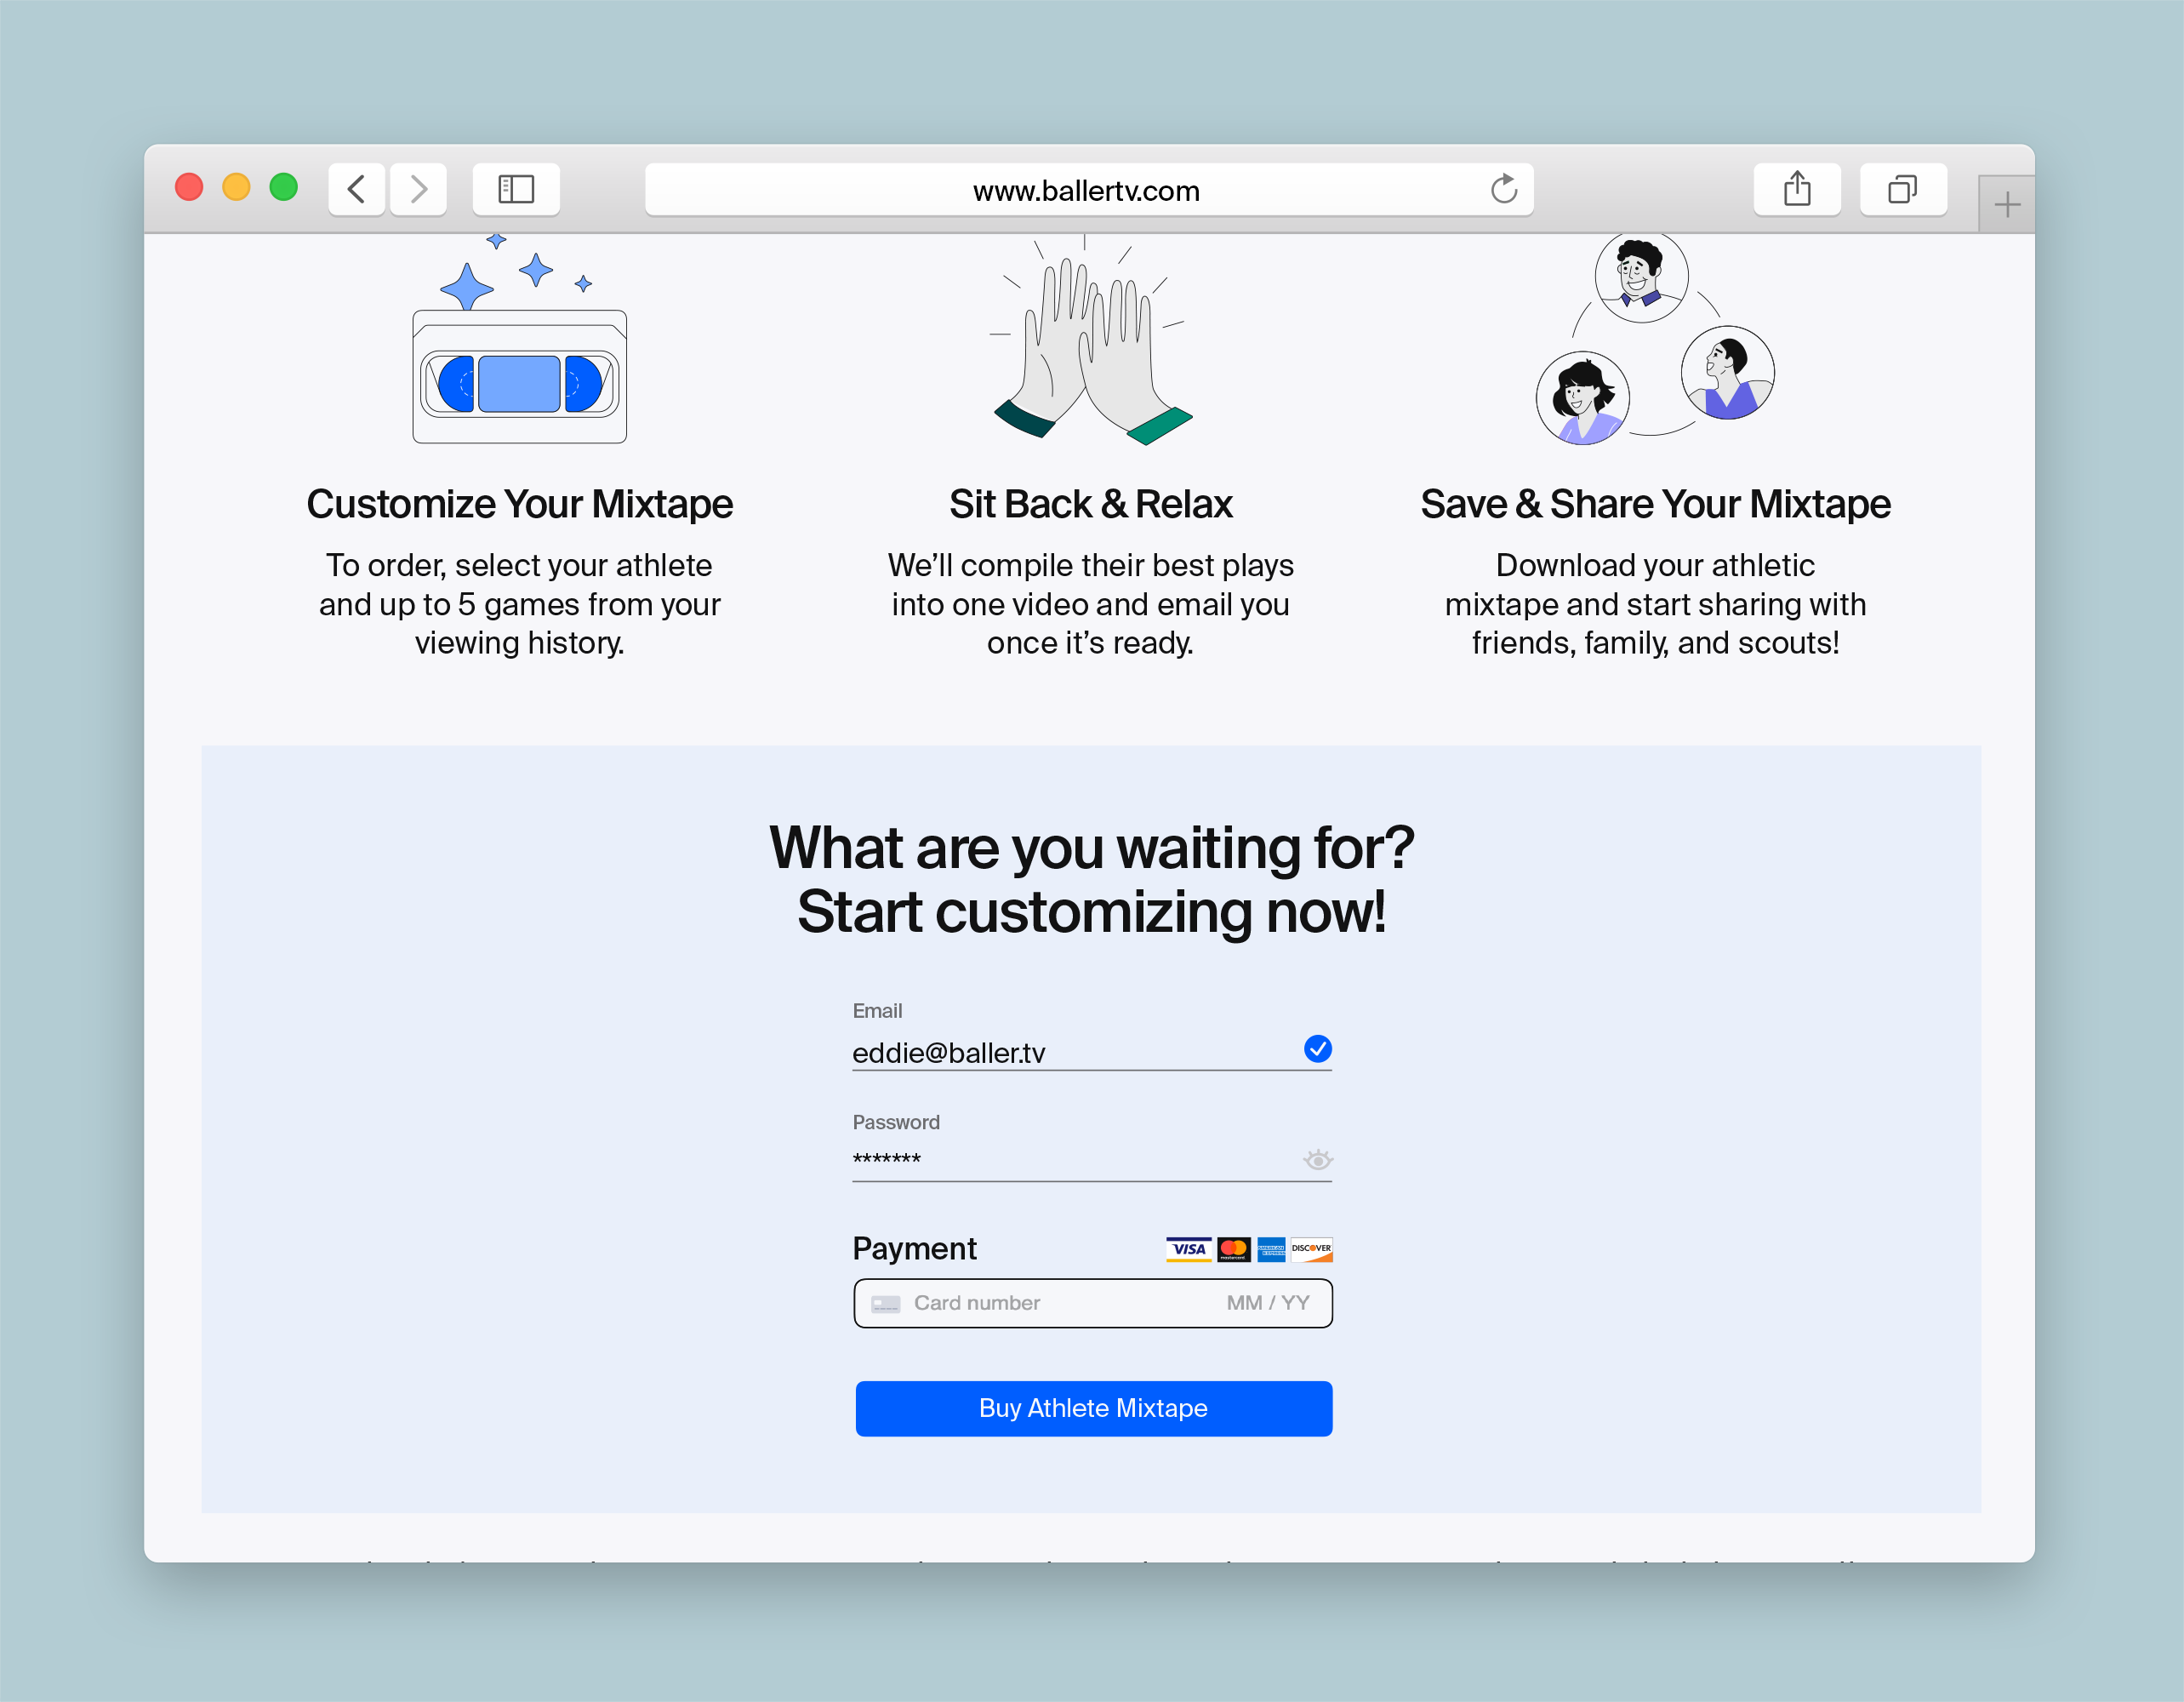 www.ballertv.com
Customize Your Mixtape
To order, select your athlete
and up to 5 games from your
viewing history.
Sit Back & Relax
We’ll compile their best plays
into one video and email you
once it’s ready.
Save & Share Your Mixtape
Download your athletic
mixtape and start sharing with
friends, family, and scouts!
What are you waiting for?
Start customizing now!
Email
eddie@baller.tv
Password
*******
Payment
VISA mastercard AMERICAN EXPRESS DISCOVER
Card number MM / YY
Buy Athlete Mixtape